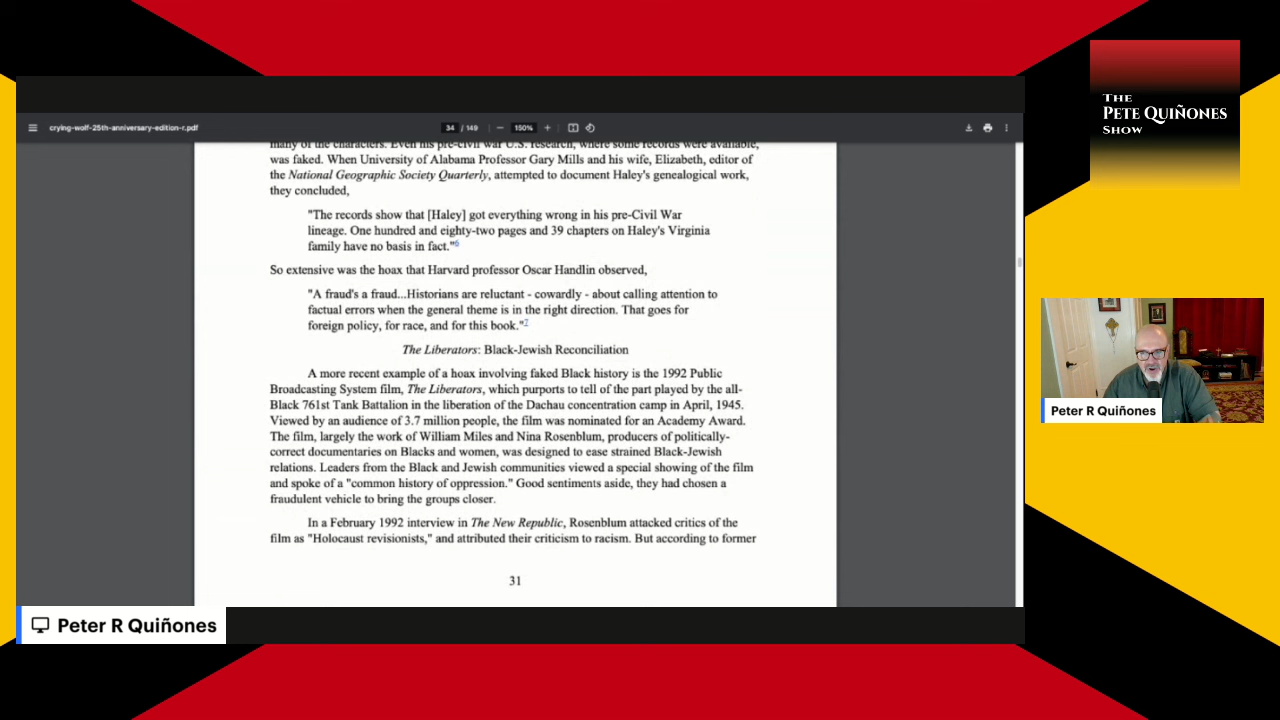 THE
PETE QUIÑONES
SHOW
crying-wolf-25th-anniversary-edition-r.pdf
34 / 149
150%
many of the characters. Even his pre-civil war U.S. research, where some records were available,
was faked. When University of Alabama Professor Gary Mills and his wife, Elizabeth, editor of
the National Geographic Society Quarterly, attempted to document Haley's genealogical work,
they concluded,
"The records show that [Haley] got everything wrong in his pre-Civil War
lineage. One hundred and eighty-two pages and 39 chapters on Haley's Virginia
family have no basis in fact."6
So extensive was the hoax that Harvard professor Oscar Handlin observed,
"A fraud's a fraud...Historians are reluctant - cowardly - about calling attention to
factual errors when the general theme is in the right direction. That goes for
foreign policy, for race, and for this book."7
The Liberators: Black-Jewish Reconciliation
A more recent example of a hoax involving faked Black history is the 1992 Public
Broadcasting System film, The Liberators, which purports to tell of the part played by the all-
Black 761st Tank Battalion in the liberation of the Dachau concentration camp in April, 1945.
Viewed by an audience of 3.7 million people, the film was nominated for an Academy Award.
The film, largely the work of William Miles and Nina Rosenblum, producers of politically-
correct documentaries on Blacks and women, was designed to ease strained Black-Jewish
relations. Leaders from the Black and Jewish communities viewed a special showing of the film
and spoke of a "common history of oppression." Good sentiments aside, they had chosen a
fraudulent vehicle to bring the groups closer.
In a February 1992 interview in The New Republic, Rosenblum attacked critics of the
film as "Holocaust revisionists," and attributed their criticism to racism. But according to former
31
Peter R Quiñones
Peter R Quiñones